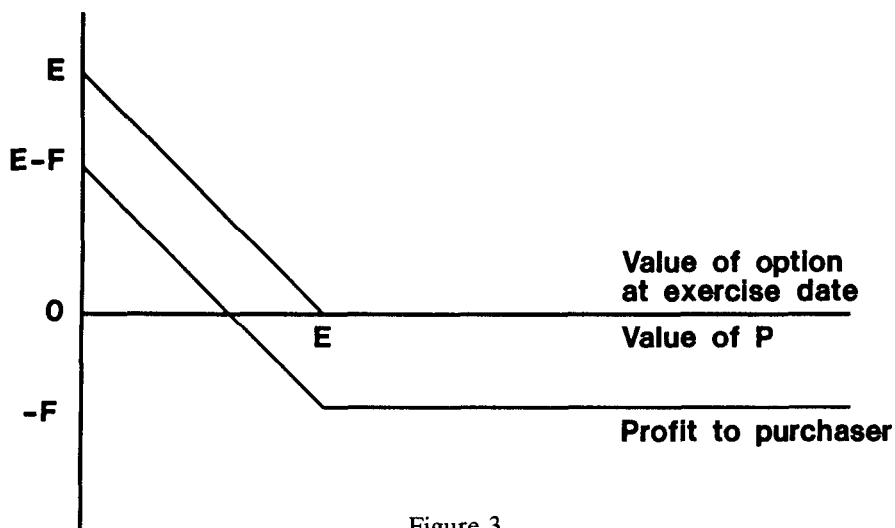 E
E-F
Value of option
at exercise date
0
E
Value of P
-F
Profit to purchaser
Figure 3